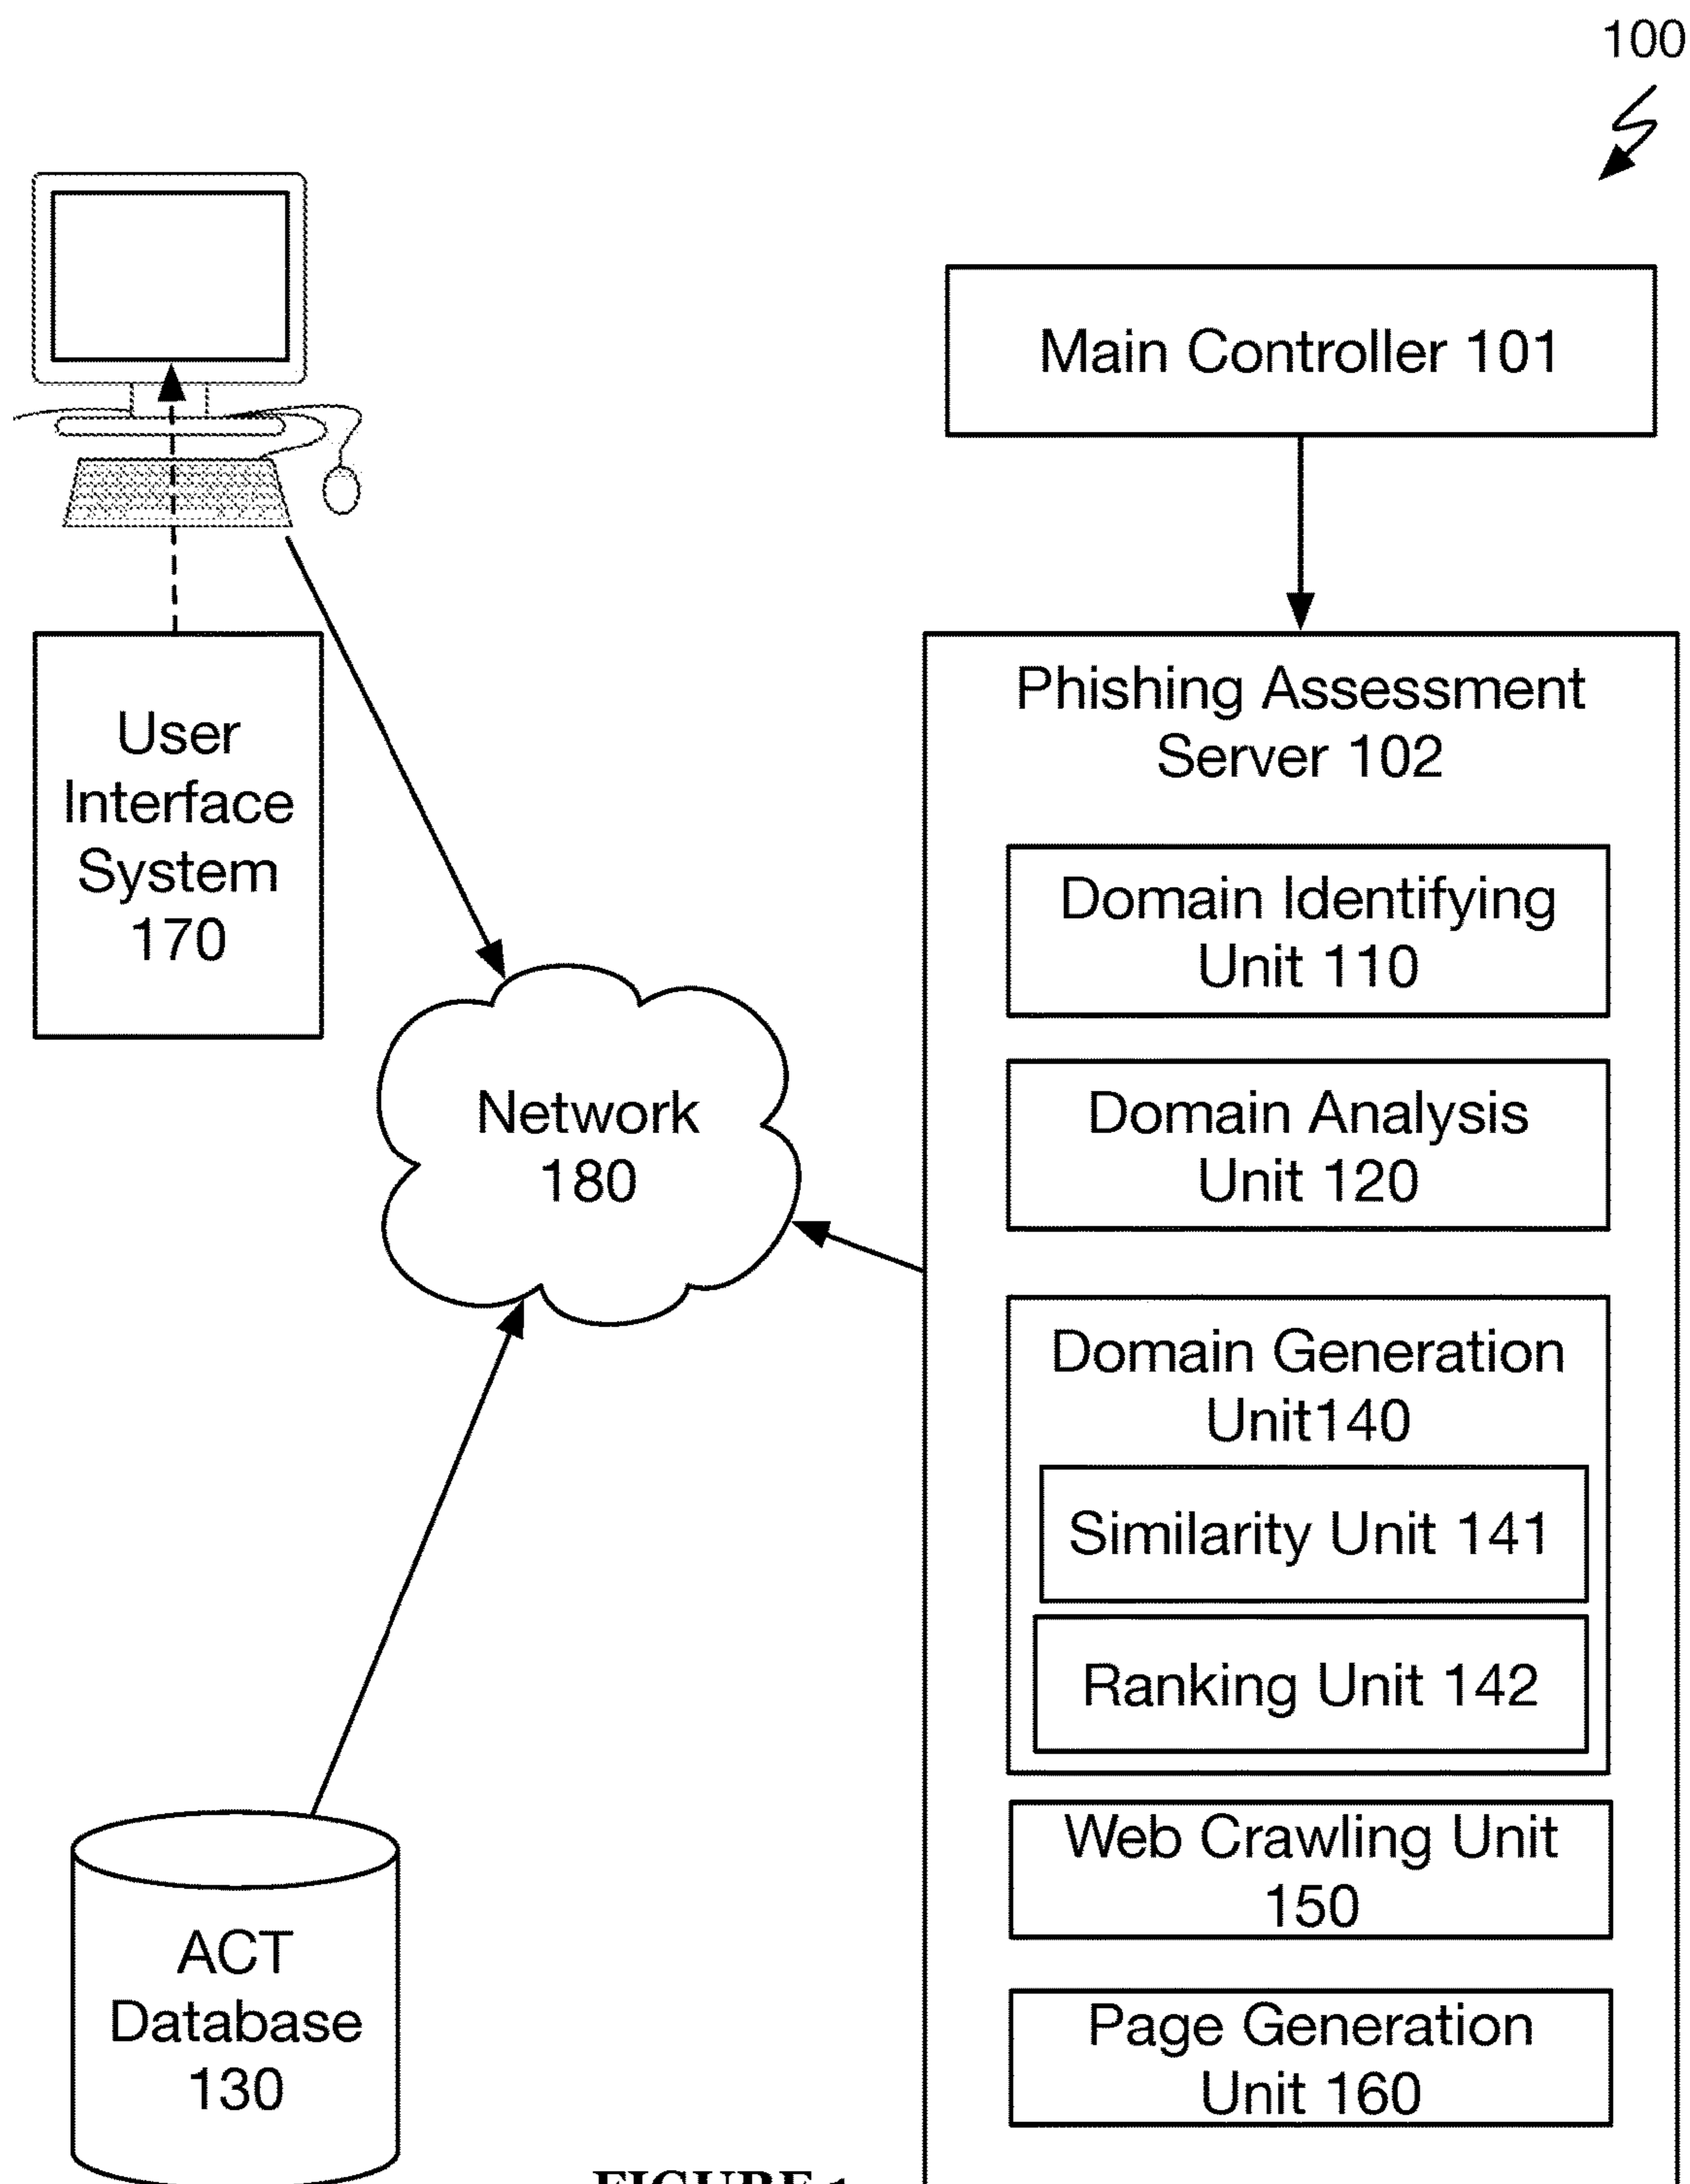 100
Main Controller 101
User
Interface
System
170
Phishing Assessment
Server 102
Domain Identifying
Unit 110
Domain Analysis
Unit 120
Network
180
Domain Generation
Unit140
Similarity Unit 141
Ranking Unit 142
Web Crawling Unit
150
Page Generation
Unit 160
ACT
Database
130
FIGURE 1